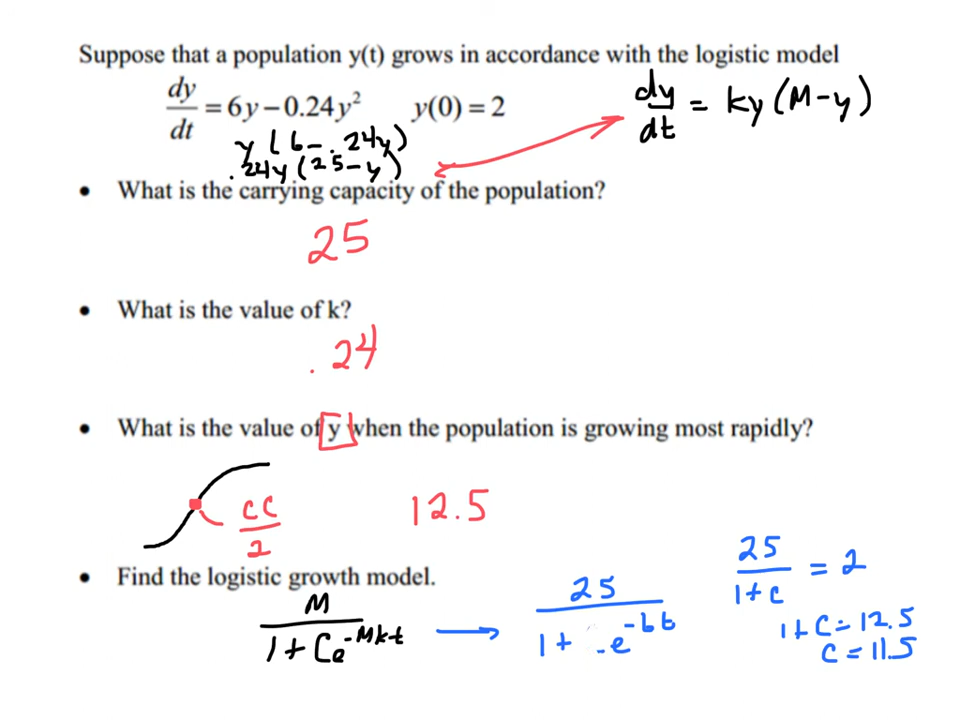 Suppose that a population y(t) grows in accordance with the logistic model
dy/dt = 6y – 0.24y² y(0) = 2
dy/dt = ky(M-y)
y(6-.24y)
.24y(25-y)
• What is the carrying capacity of the population?
25
• What is the value of k?
.24
• What is the value of y when the population is growing most rapidly?
CC/2 12.5
• Find the logistic growth model.
M/(1 + Ce^-Mkt) → 25/(1 + e^-6t)
25/(1+C) = 2
1+C = 12.5
C = 11.5